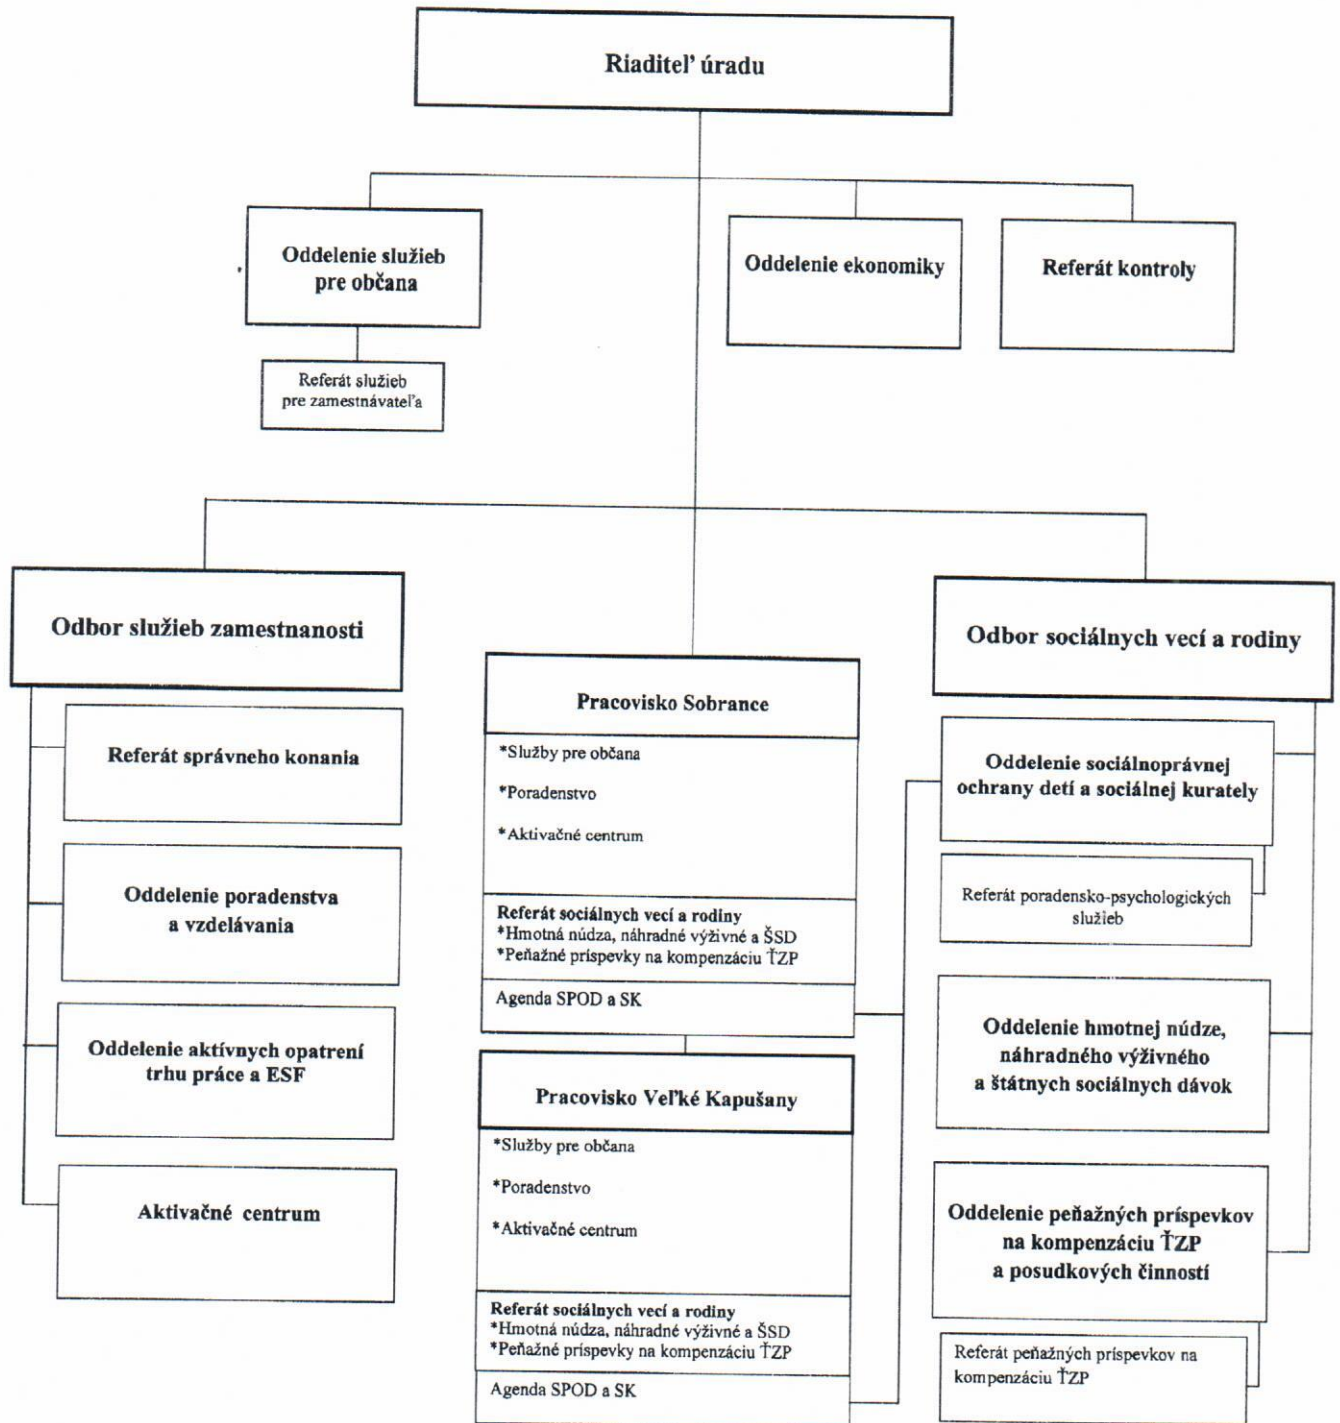 Riaditeľ úradu
Oddelenie služieb
pre občana
Oddelenie ekonomiky
Referát kontroly
Referát služieb
pre zamestnávateľa
Odbor služieb zamestnanosti
Referát správneho konania
Oddelenie poradenstva
a vzdelávania
Oddelenie aktívnych opatrení
trhu práce a ESF
Aktivačné centrum
Pracovisko Sobrance
*Služby pre občana
*Poradenstvo
*Aktivačné centrum
Referát sociálnych vecí a rodiny
*Hmotná núdza, náhradné výživné a ŠSD
*Peňažné príspevky na kompenzáciu ŤZP
Agenda SPOD a SK
Pracovisko Veľké Kapušany
*Služby pre občana
*Poradenstvo
*Aktivačné centrum
Referát sociálnych vecí a rodiny
*Hmotná núdza, náhradné výživné a ŠSD
*Peňažné príspevky na kompenzáciu ŤZP
Agenda SPOD a SK
Odbor sociálnych vecí a rodiny
Oddelenie sociálnoprávnej
ochrany detí a sociálnej kurately
Referát poradensko-psychologických
služieb
Oddelenie hmotnej núdze,
náhradného výživného
a štátnych sociálnych dávok
Oddelenie peňažných príspevkov
na kompenzáciu ŤZP
a posudkových činností
Referát peňažných príspevkov na
kompenzáciu ŤZP